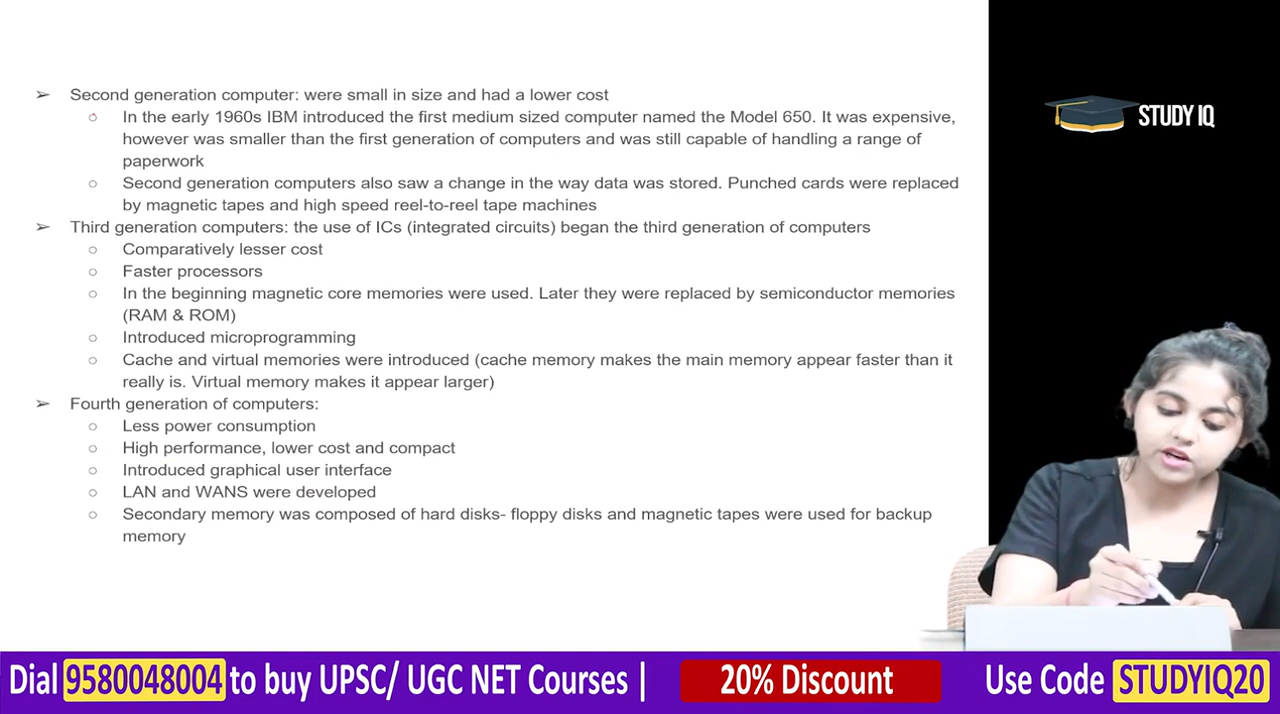 ➢ Second generation computer: were small in size and had a lower cost
○ In the early 1960s IBM introduced the first medium sized computer named the Model 650. It was expensive,
however was smaller than the first generation of computers and was still capable of handling a range of
paperwork
○ Second generation computers also saw a change in the way data was stored. Punched cards were replaced
by magnetic tapes and high speed reel-to-reel tape machines
➢ Third generation computers: the use of ICs (integrated circuits) began the third generation of computers
○ Comparatively lesser cost
○ Faster processors
○ In the beginning magnetic core memories were used. Later they were replaced by semiconductor memories
(RAM & ROM)
○ Introduced microprogramming
○ Cache and virtual memories were introduced (cache memory makes the main memory appear faster than it
really is. Virtual memory makes it appear larger)
➢ Fourth generation of computers:
○ Less power consumption
○ High performance, lower cost and compact
○ Introduced graphical user interface
○ LAN and WANS were developed
○ Secondary memory was composed of hard disks- floppy disks and magnetic tapes were used for backup
memory
STUDY IQ
Dial 9580048004 to buy UPSC/ UGC NET Courses | 20% Discount Use Code STUDYIQ20